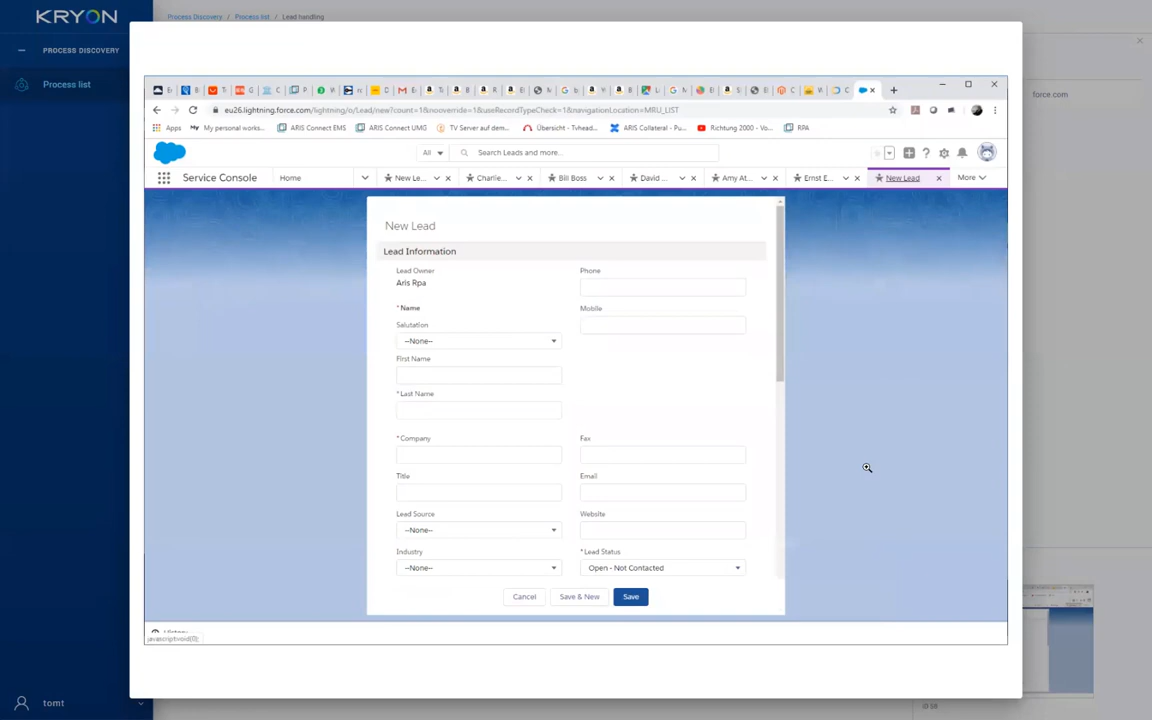 KRYON
Process Discovery Process list Lead handling
PROCESS DISCOVERY
Process list
force.com
eu26.lightning.force.com/lightning/o/Lead/new?count=1&nooverride=1&useRecordTypeCheck=1&navigationLocation=MRU_LIST
Apps My personal works... ARIS Connect EMS ARIS Connect UMG TV Server auf dem... Übersicht - Tvhead... ARIS Collateral - Pu... Richtung 2000 - Vo... RPA
All Search Leads and more...
Service Console Home New Le... Charlie... Bill Boss David ... Amy At... Ernst E... New Lead More
New Lead
Lead Information
Lead Owner Phone
Aris Rpa
*Name Mobile
Salutation
--None--
First Name
*Last Name
*Company Fax
Title Email
Lead Source Website
--None--
Industry *Lead Status
--None-- Open - Not Contacted
Cancel Save & New Save
History
javascript:void(0);
tomt